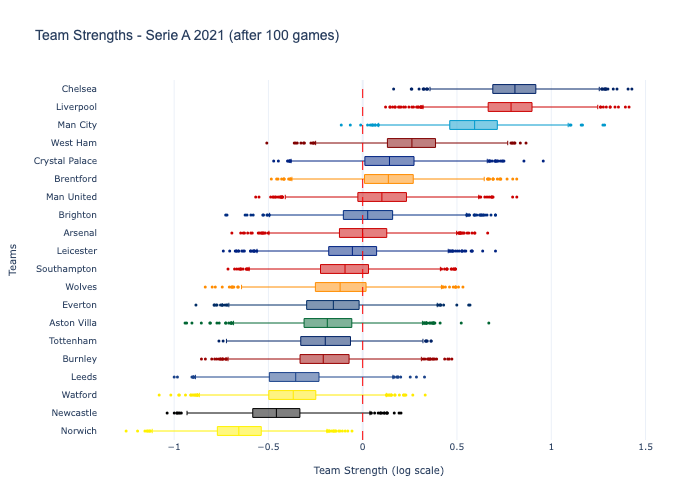 Team Strengths - Serie A 2021 (after 100 games)
Chelsea
Liverpool
Man City
West Ham
Crystal Palace
Brentford
Man United
Brighton
Arsenal
Leicester
Southampton
Wolves
Everton
Aston Villa
Tottenham
Burnley
Leeds
Watford
Newcastle
Norwich
Teams
−1 −0.5 0 0.5 1 1.5
Team Strength (log scale)